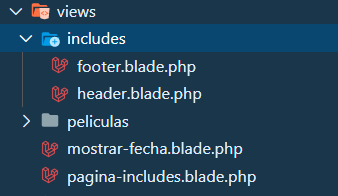 views
includes
footer.blade.php
header.blade.php
peliculas
mostrar-fecha.blade.php
pagina-includes.blade.php